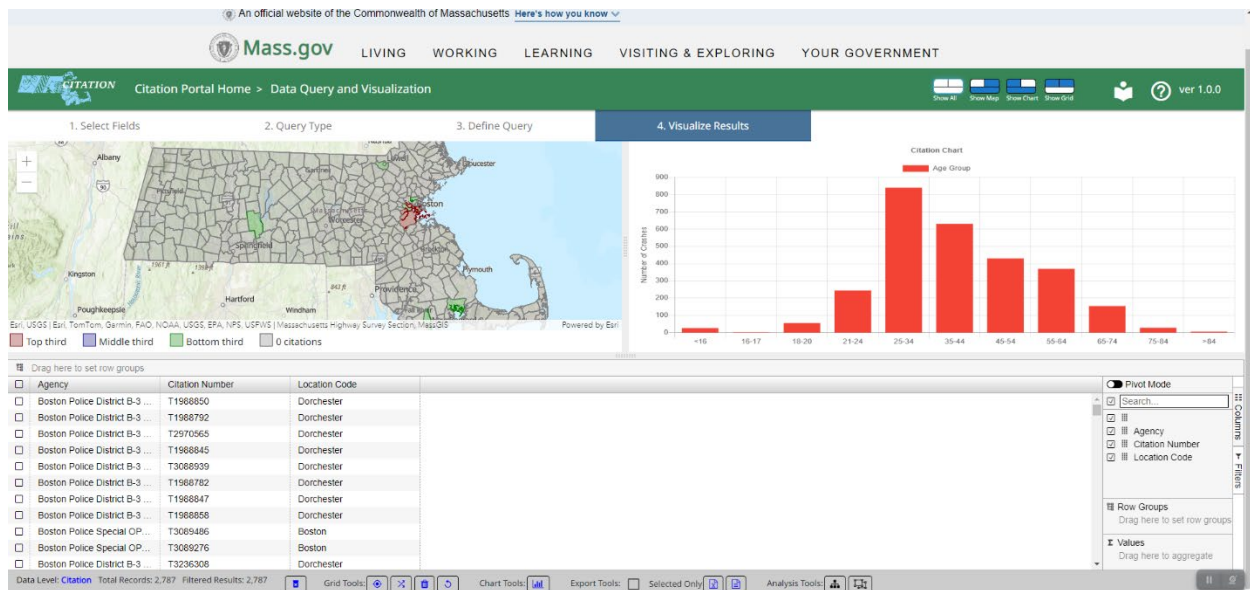 An official website of the Commonwealth of Massachusetts Here's how you know
Mass.gov LIVING WORKING LEARNING VISITING & EXPLORING YOUR GOVERNMENT
CITATION Citation Portal Home > Data Query and Visualization Show All Show Map Show Chart Show Grid ver 1.0.0
1. Select Fields 2. Query Type 3. Define Query 4. Visualize Results
Albany
Gloucester
90
Pittsfield
Boston
Worcester
Springfield
Plymouth
Kingston
1961 ft
842 ft
Providence
Hartford
Poughkeepsie
Windham
Fall River
Esri, USGS | Esri, TomTom, Garmin, FAO, NOAA, USGS, EPA, NPS, USFWS | Massachusetts Highway Survey Section, MassGIS Powered by Esri
Top third Middle third Bottom third 0 citations
Citation Chart
Age Group
Number of Crashes
900
800
700
600
500
400
300
200
100
0
<16 16-17 18-20 21-24 25-34 35-44 45-54 55-64 65-74 75-84 >84
Drag here to set row groups
Agency Citation Number Location Code
Boston Police District B-3 ... T1988850 Dorchester
Boston Police District B-3 ... T1988792 Dorchester
Boston Police District B-3 ... T2970565 Dorchester
Boston Police District B-3 ... T1988845 Dorchester
Boston Police District B-3 ... T3088939 Dorchester
Boston Police District B-3 ... T1988782 Dorchester
Boston Police District B-3 ... T1988847 Dorchester
Boston Police District B-3 ... T1988858 Dorchester
Boston Police Special OP... T3089486 Boston
Boston Police Special OP... T3089276 Boston
Boston Police District B-3 ... T3236308 Dorchester
Pivot Mode
Search...
Agency
Citation Number
Location Code
Columns
Filters
Row Groups
Drag here to set row groups
Values
Drag here to aggregate
Data Level: Citation Total Records: 2,787 Filtered Results: 2,787 Grid Tools: Chart Tools: Export Tools: Selected Only Analysis Tools: